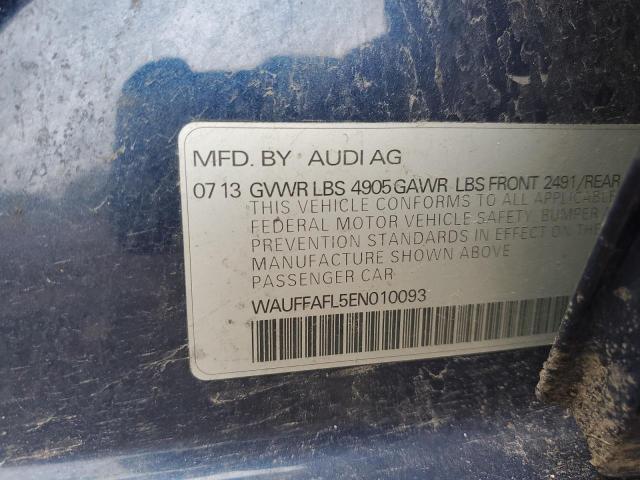 MFD. BY AUDI AG
07 13 GVWR LBS 4905 GAWR LBS FRONT 2491/REAR
THIS VEHICLE CONFORMS TO ALL APPLICABLE
FEDERAL MOTOR VEHICLE SAFETY, BUMPER
PREVENTION STANDARDS IN EFFECT ON THE
MANUFACTURE SHOWN ABOVE
PASSENGER CAR
WAUFFAFL5EN010093